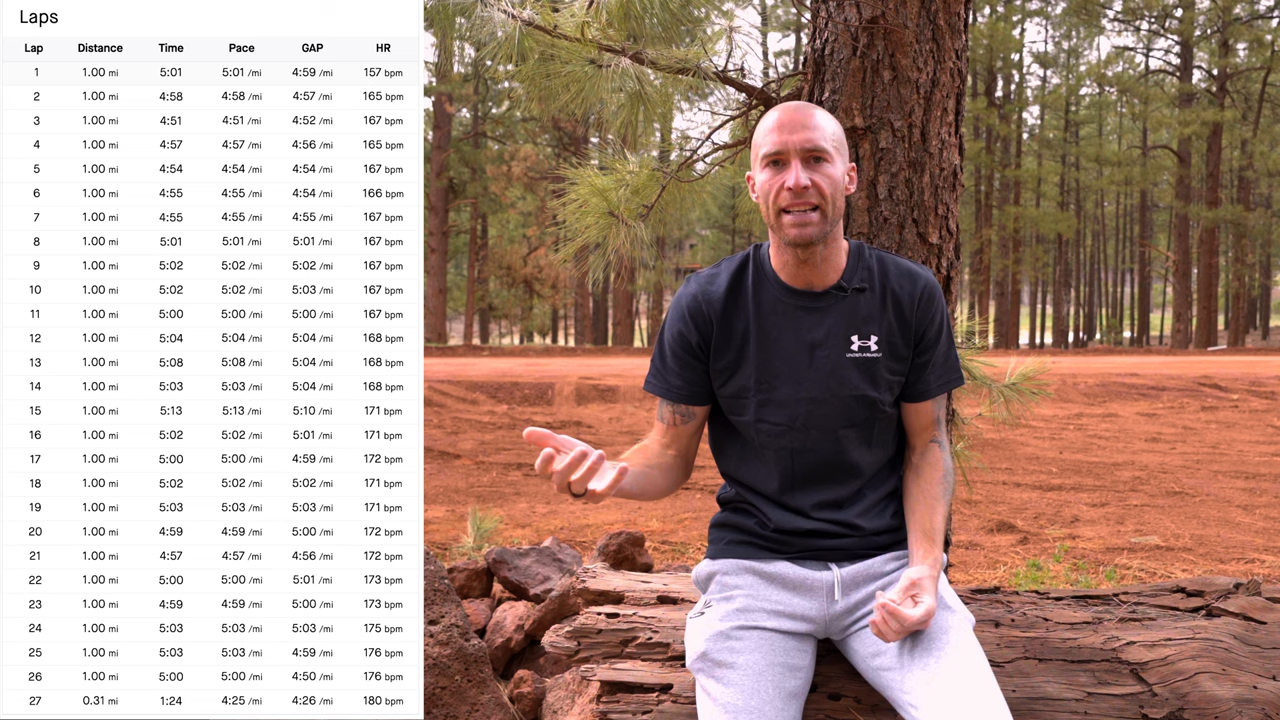 Laps
Lap Distance Time Pace GAP HR
1 1.00 mi 5:01 5:01 /mi 4:59 /mi 157 bpm
2 1.00 mi 4:58 4:58 /mi 4:57 /mi 165 bpm
3 1.00 mi 4:51 4:51 /mi 4:52 /mi 167 bpm
4 1.00 mi 4:57 4:57 /mi 4:56 /mi 165 bpm
5 1.00 mi 4:54 4:54 /mi 4:54 /mi 167 bpm
6 1.00 mi 4:55 4:55 /mi 4:54 /mi 166 bpm
7 1.00 mi 4:55 4:55 /mi 4:55 /mi 167 bpm
8 1.00 mi 5:01 5:01 /mi 5:01 /mi 167 bpm
9 1.00 mi 5:02 5:02 /mi 5:02 /mi 167 bpm
10 1.00 mi 5:02 5:02 /mi 5:03 /mi 167 bpm
11 1.00 mi 5:00 5:00 /mi 5:00 /mi 167 bpm
12 1.00 mi 5:04 5:04 /mi 5:04 /mi 168 bpm
13 1.00 mi 5:08 5:08 /mi 5:04 /mi 168 bpm
14 1.00 mi 5:03 5:03 /mi 5:04 /mi 168 bpm
15 1.00 mi 5:13 5:13 /mi 5:10 /mi 171 bpm
16 1.00 mi 5:02 5:02 /mi 5:01 /mi 171 bpm
17 1.00 mi 5:00 5:00 /mi 4:59 /mi 172 bpm
18 1.00 mi 5:02 5:02 /mi 5:02 /mi 171 bpm
19 1.00 mi 5:03 5:03 /mi 5:03 /mi 171 bpm
20 1.00 mi 4:59 4:59 /mi 5:00 /mi 172 bpm
21 1.00 mi 4:57 4:57 /mi 4:56 /mi 172 bpm
22 1.00 mi 5:00 5:00 /mi 5:01 /mi 173 bpm
23 1.00 mi 4:59 4:59 /mi 5:00 /mi 173 bpm
24 1.00 mi 5:03 5:03 /mi 5:03 /mi 175 bpm
25 1.00 mi 5:03 5:03 /mi 4:59 /mi 176 bpm
26 1.00 mi 5:00 5:00 /mi 4:50 /mi 176 bpm
27 0.31 mi 1:24 4:25 /mi 4:26 /mi 180 bpm
UNDER ARMOUR